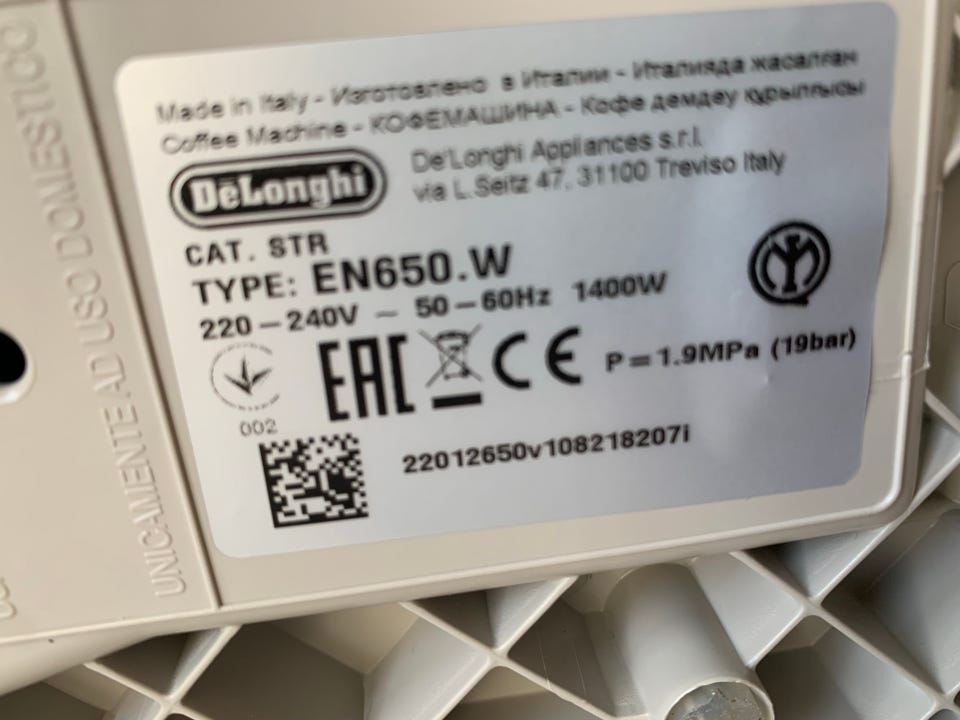 Made in Italy - Изготовлено в Италии - Италияда жасалған
Coffee Machine - КОФЕМАШИНА - Кофе демдеу құрылғысы
DeLonghi
De'Longhi Appliances s.r.l.
via L.Seitz 47, 31100 Treviso Italy
CAT. STR
TYPE: EN650.W
220-240V ~ 50-60Hz 1400W
EAC CE P=1.9MPa (19bar)
002
22012650v108218207i
UNICAMENTE AD USO DOMESTICO